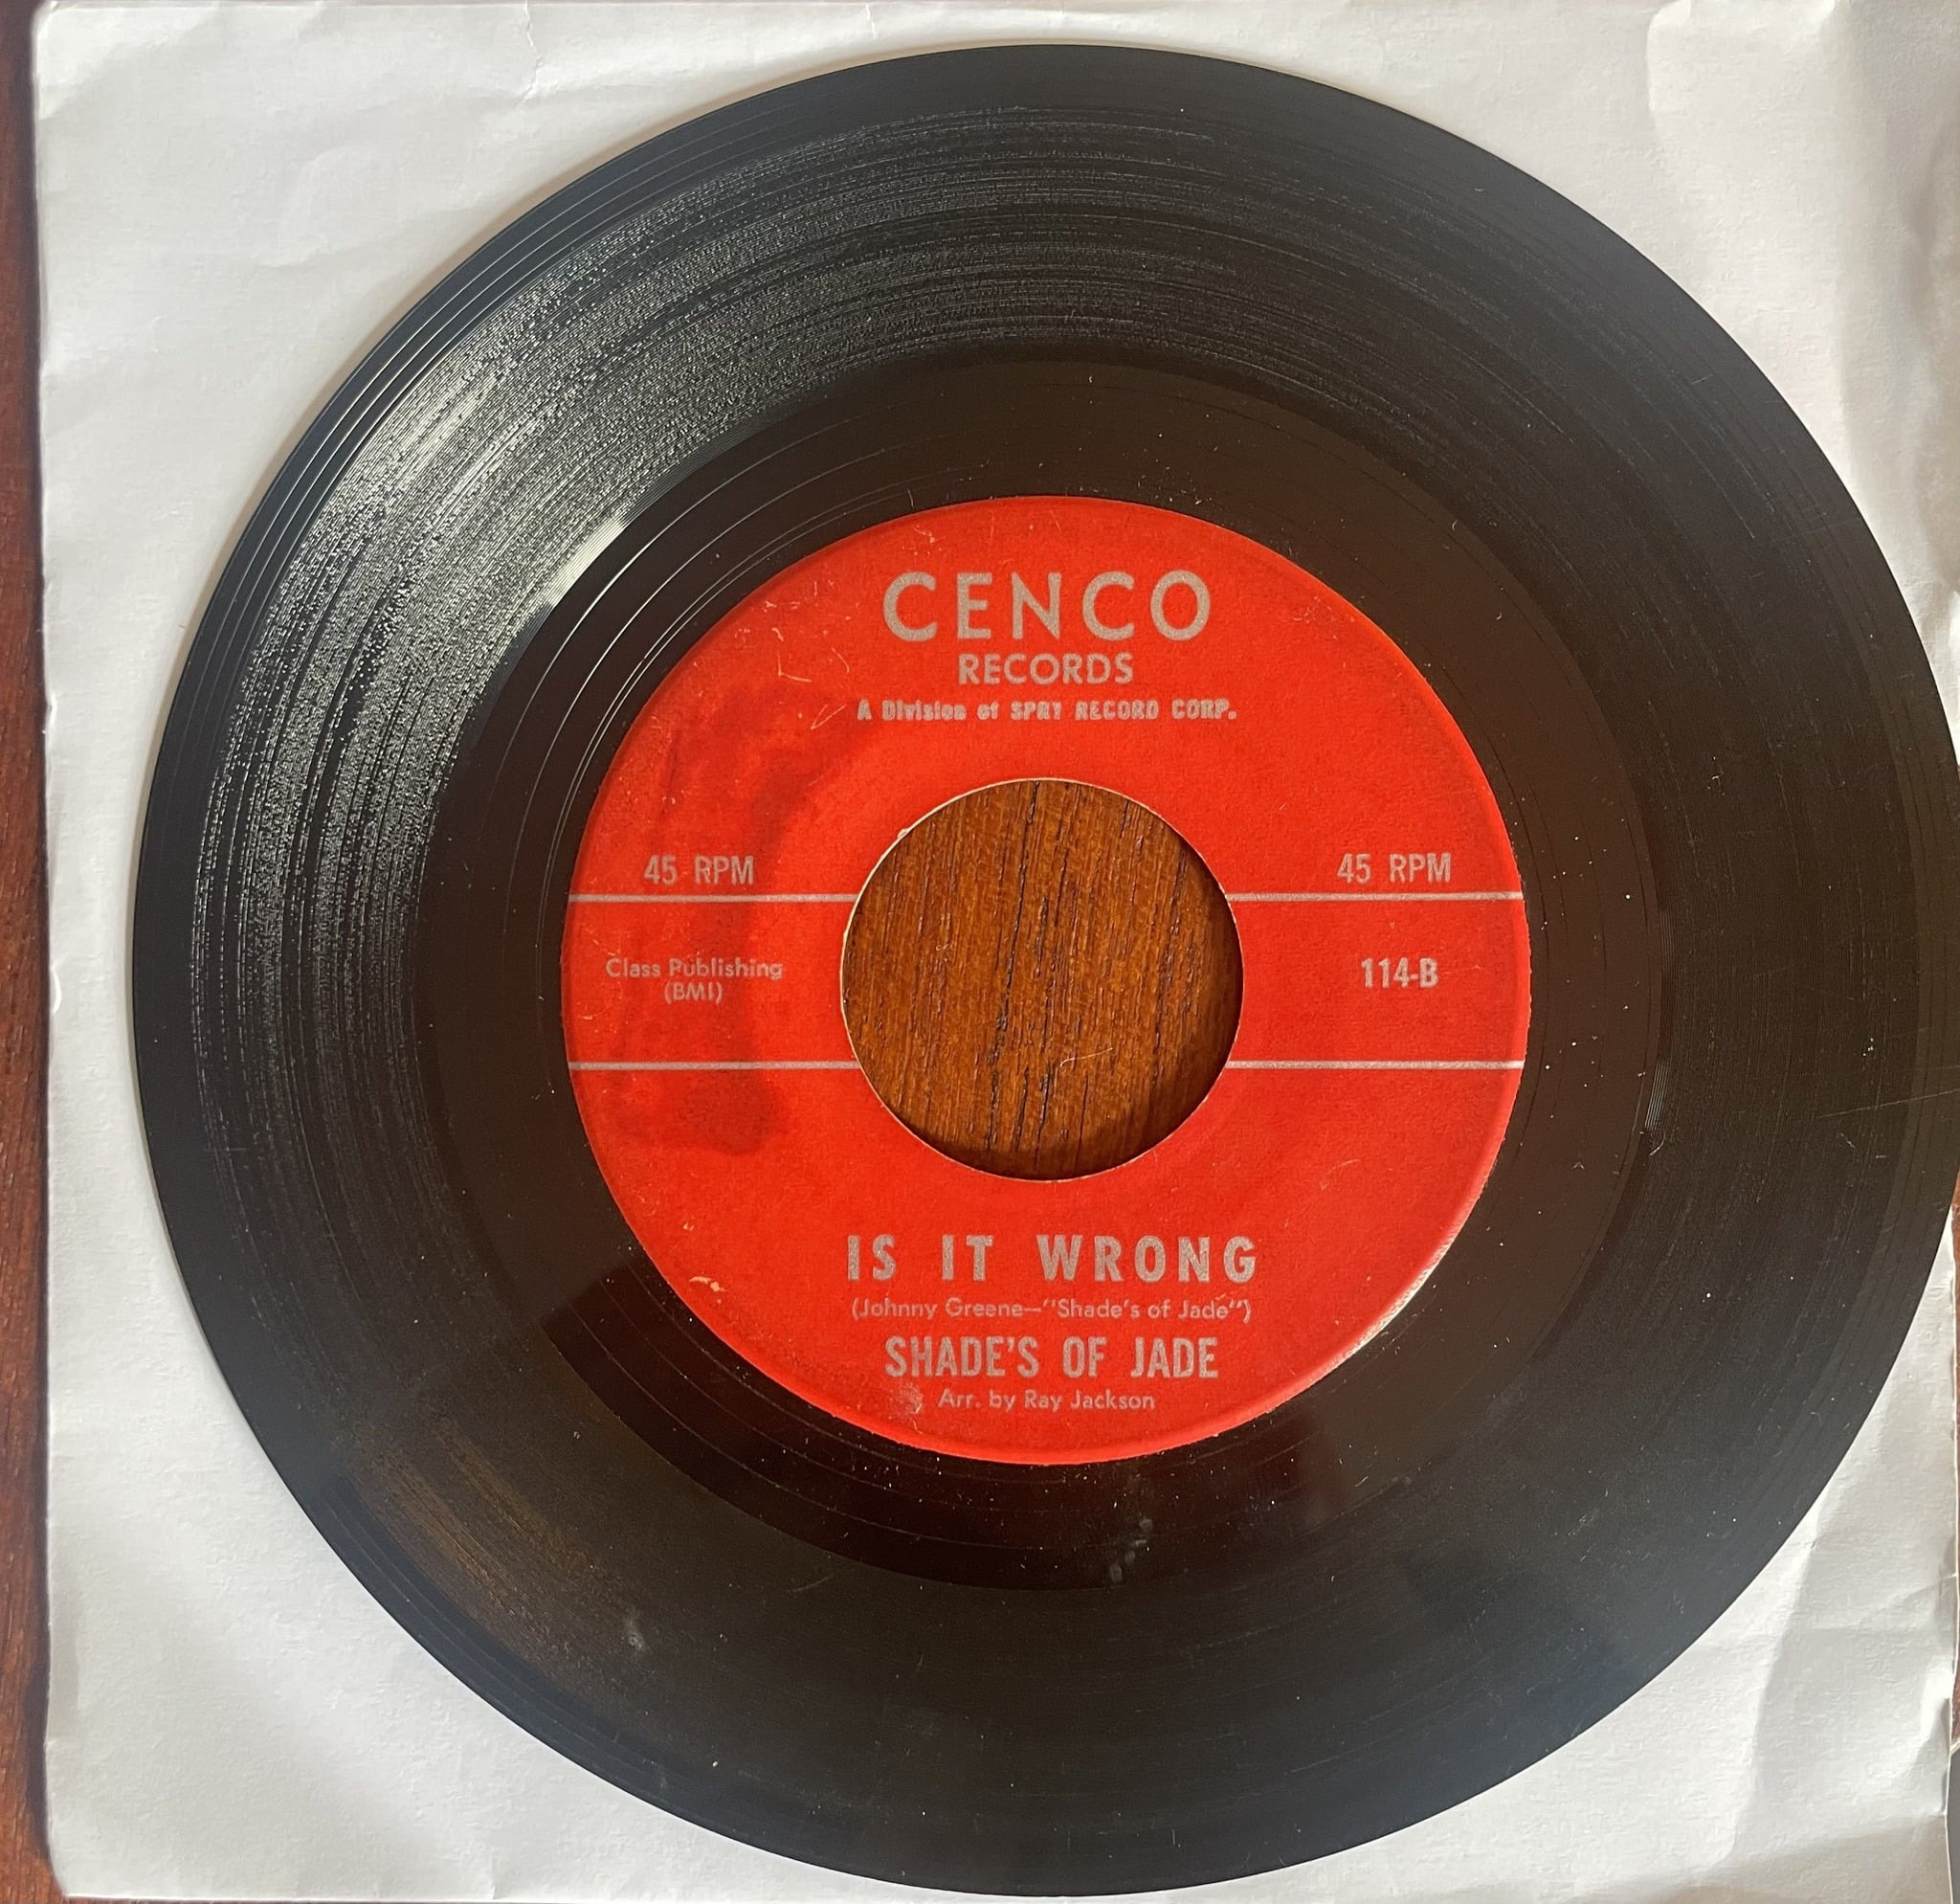 CENCO
RECORDS
A Division of SPRY RECORD CORP.
45 RPM
45 RPM
Class Publishing
(BMI)
114-B
IS IT WRONG
(Johnny Greene—"Shade's of Jade")
SHADE'S OF JADE
Arr. by Ray Jackson